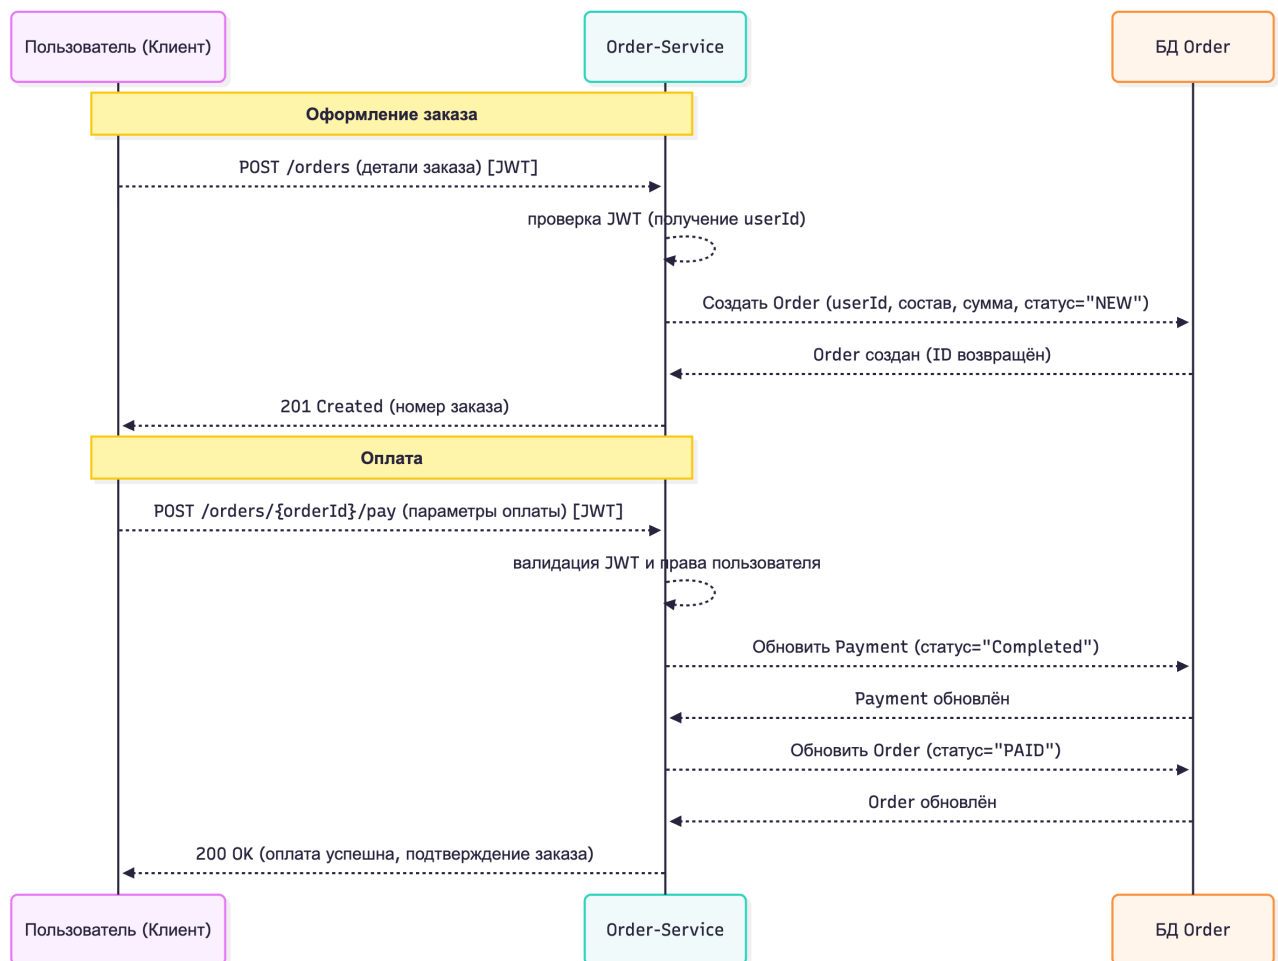 Пользователь (Клиент)
Order-Service
БД Order
Оформление заказа
POST /orders (детали заказа) [JWT]
проверка JWT (получение userId)
Создать Order (userId, состав, сумма, статус="NEW")
Order создан (ID возвращён)
201 Created (номер заказа)
Оплата
POST /orders/{orderId}/pay (параметры оплаты) [JWT]
валидация JWT и права пользователя
Обновить Payment (статус="Completed")
Payment обновлён
Обновить Order (статус="PAID")
Order обновлён
200 OK (оплата успешна, подтверждение заказа)
Пользователь (Клиент)
Order-Service
БД Order